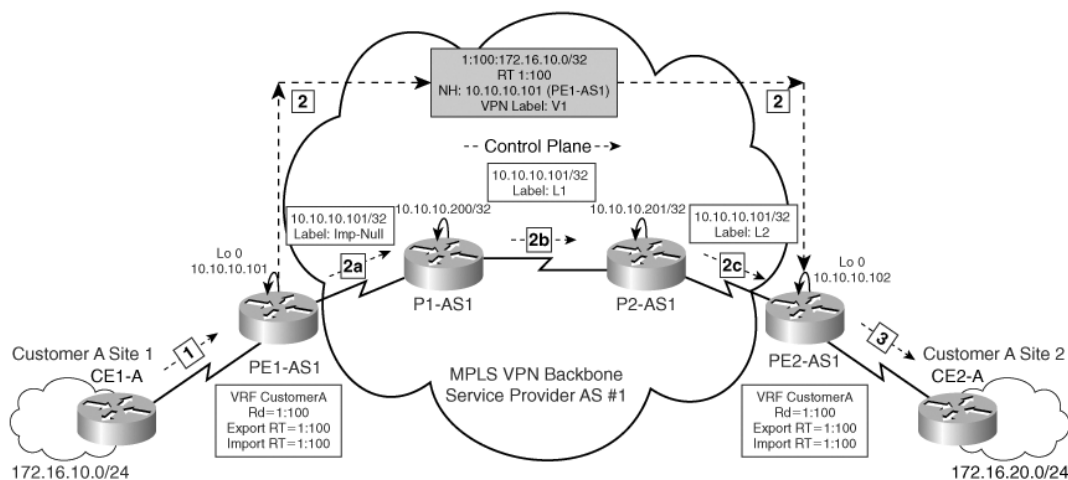 1:100:172.16.10.0/32
RT 1:100
NH: 10.10.10.101 (PE1-AS1)
VPN Label: V1
2
2
Control Plane
10.10.10.101/32
Label: L1
10.10.10.101/32
Label: Imp-Null
10.10.10.200/32
10.10.10.201/32
10.10.10.101/32
Label: L2
Lo 0
10.10.10.101
2a
2b
2c
Lo 0
10.10.10.102
P1-AS1
P2-AS1
1
3
Customer A Site 1
CE1-A
PE1-AS1
MPLS VPN Backbone
Service Provider AS #1
PE2-AS1
Customer A Site 2
CE2-A
VRF CustomerA
Rd=1:100
Export RT=1:100
Import RT=1:100
VRF CustomerA
Rd=1:100
Export RT=1:100
Import RT=1:100
172.16.10.0/24
172.16.20.0/24